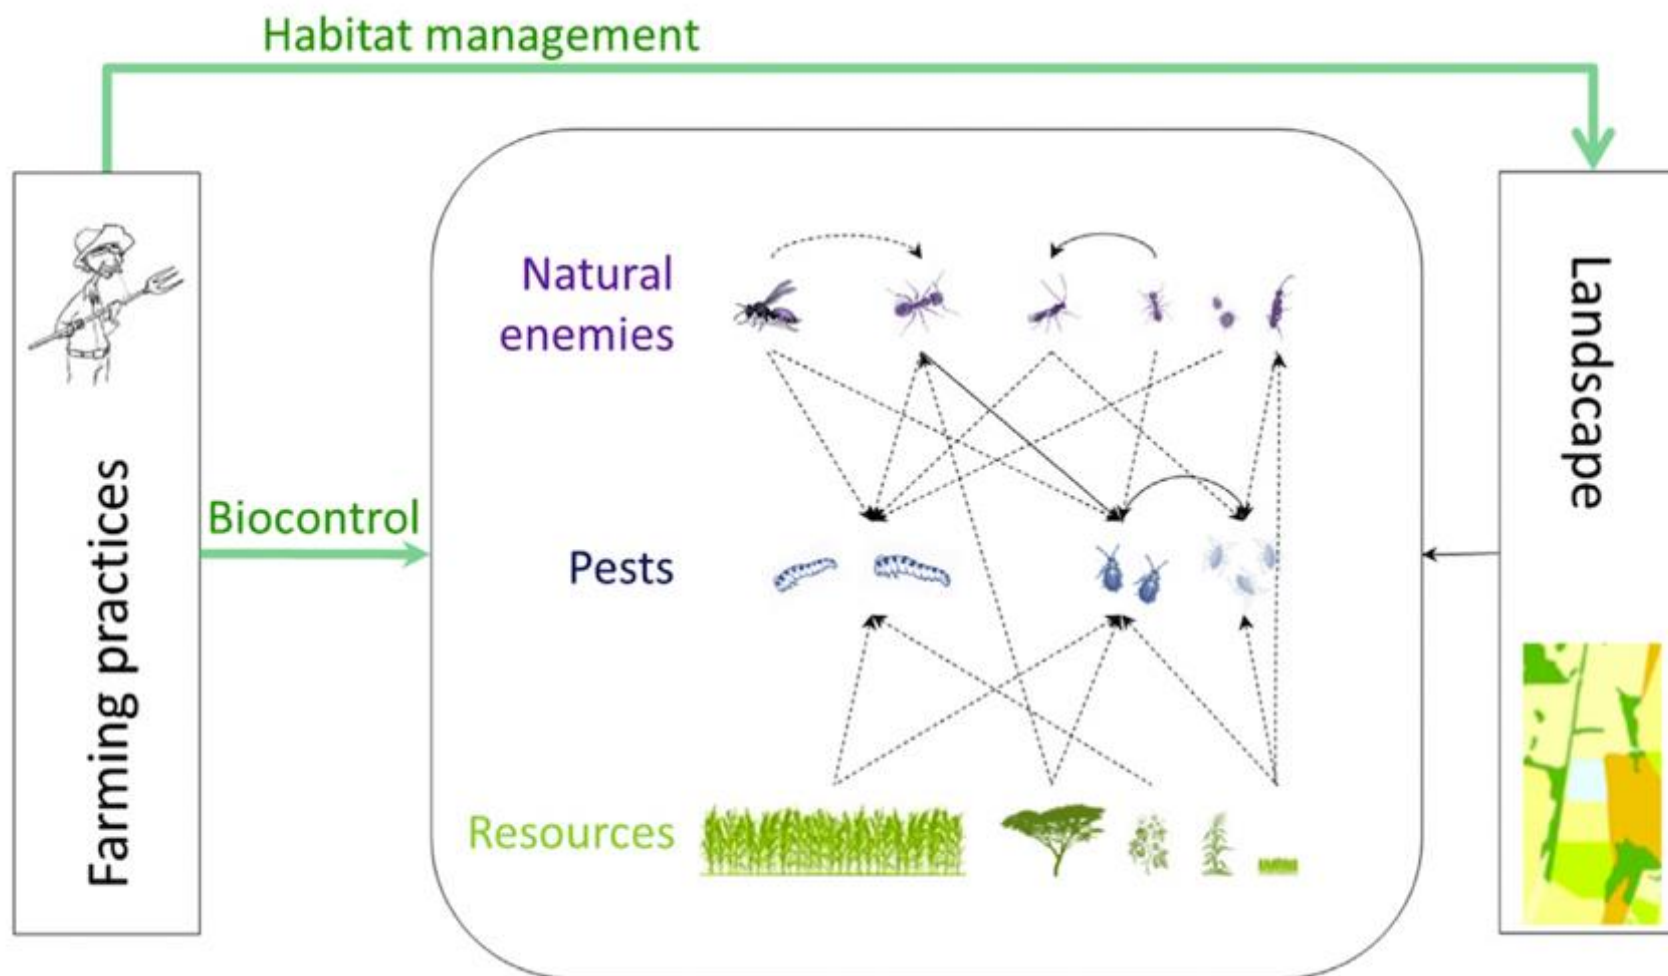 Habitat management
Farming practices
Biocontrol
Natural
enemies
Pests
Resources
Landscape